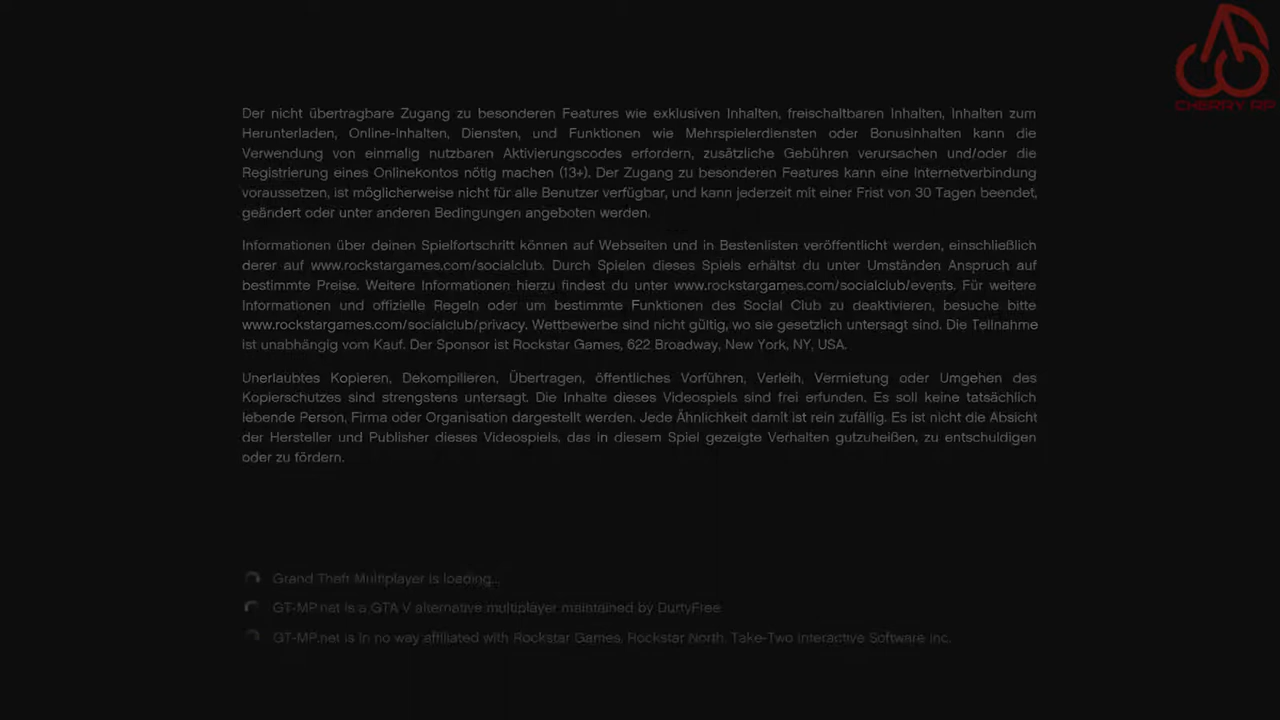 CHERRY RP
Der nicht übertragbare Zugang zu besonderen Features wie exklusiven Inhalten, freischaltbaren Inhalten, Inhalten zum
Herunterladen, Online-Inhalten, Diensten, und Funktionen wie Mehrspielerdiensten oder Bonusinhalten kann die
Verwendung von einmalig nutzbaren Aktivierungscodes erfordern, zusätzliche Gebühren verursachen und/oder die
Registrierung eines Onlinekontos nötig machen (13+). Der Zugang zu besonderen Features kann eine Internetverbindung
voraussetzen, ist möglicherweise nicht für alle Benutzer verfügbar, und kann jederzeit mit einer Frist von 30 Tagen beendet,
geändert oder unter anderen Bedingungen angeboten werden.
Informationen über deinen Spielfortschritt können auf Webseiten und in Bestenlisten veröffentlicht werden, einschließlich
derer auf www.rockstargames.com/socialclub. Durch Spielen dieses Spiels erhältst du unter Umständen Anspruch auf
bestimmte Preise. Weitere Informationen hierzu findest du unter www.rockstargames.com/socialclub/events. Für weitere
Informationen und offizielle Regeln oder um bestimmte Funktionen des Social Club zu deaktivieren, besuche bitte
www.rockstargames.com/socialclub/privacy. Wettbewerbe sind nicht gültig, wo sie gesetzlich untersagt sind. Die Teilnahme
ist unabhängig vom Kauf. Der Sponsor ist Rockstar Games, 622 Broadway, New York, NY, USA.
Unerlaubtes Kopieren, Dekompilieren, Übertragen, öffentliches Vorführen, Verleih, Vermietung oder Umgehen des
Kopierschutzes sind strengstens untersagt. Die Inhalte dieses Videospiels sind frei erfunden. Es soll keine tatsächlich
lebende Person, Firma oder Organisation dargestellt werden. Jede Ähnlichkeit damit ist rein zufällig. Es ist nicht die Absicht
der Hersteller und Publisher dieses Videospiels, das in diesem Spiel gezeigte Verhalten gutzuheißen, zu entschuldigen
oder zu fördern.
Grand Theft Multiplayer is loading...
GT-MP.net is a GTA V alternative multiplayer maintained by DurtyFree
GT-MP.net is in no way affiliated with Rockstar Games, Rockstar North, Take-Two Interactive Software Inc.